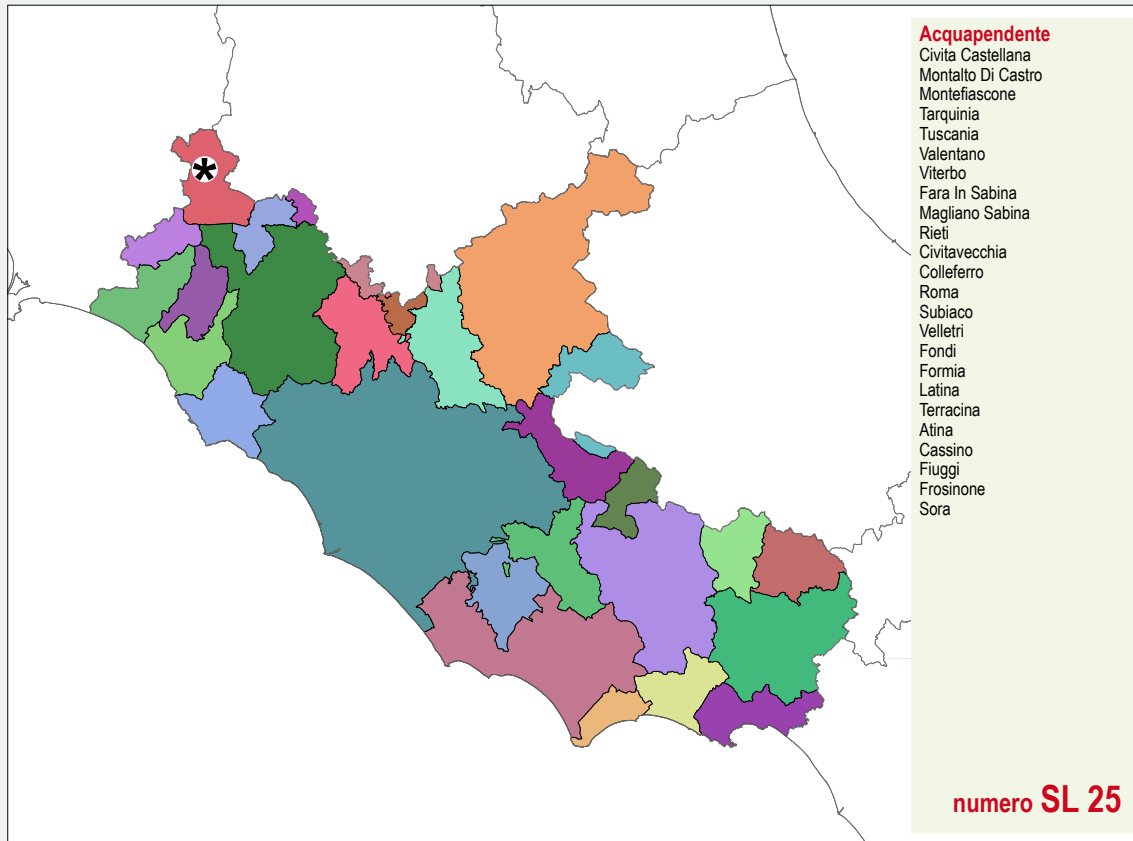 Acquapendente
Civita Castellana
Montalto Di Castro
Montefiascone
Tarquinia
Tuscania
Valentano
Viterbo
Fara In Sabina
Magliano Sabina
Rieti
Civitavecchia
Colleferro
Roma
Subiaco
Velletri
Fondi
Formia
Latina
Terracina
Atina
Cassino
Fiuggi
Frosinone
Sora
numero SL 25
*